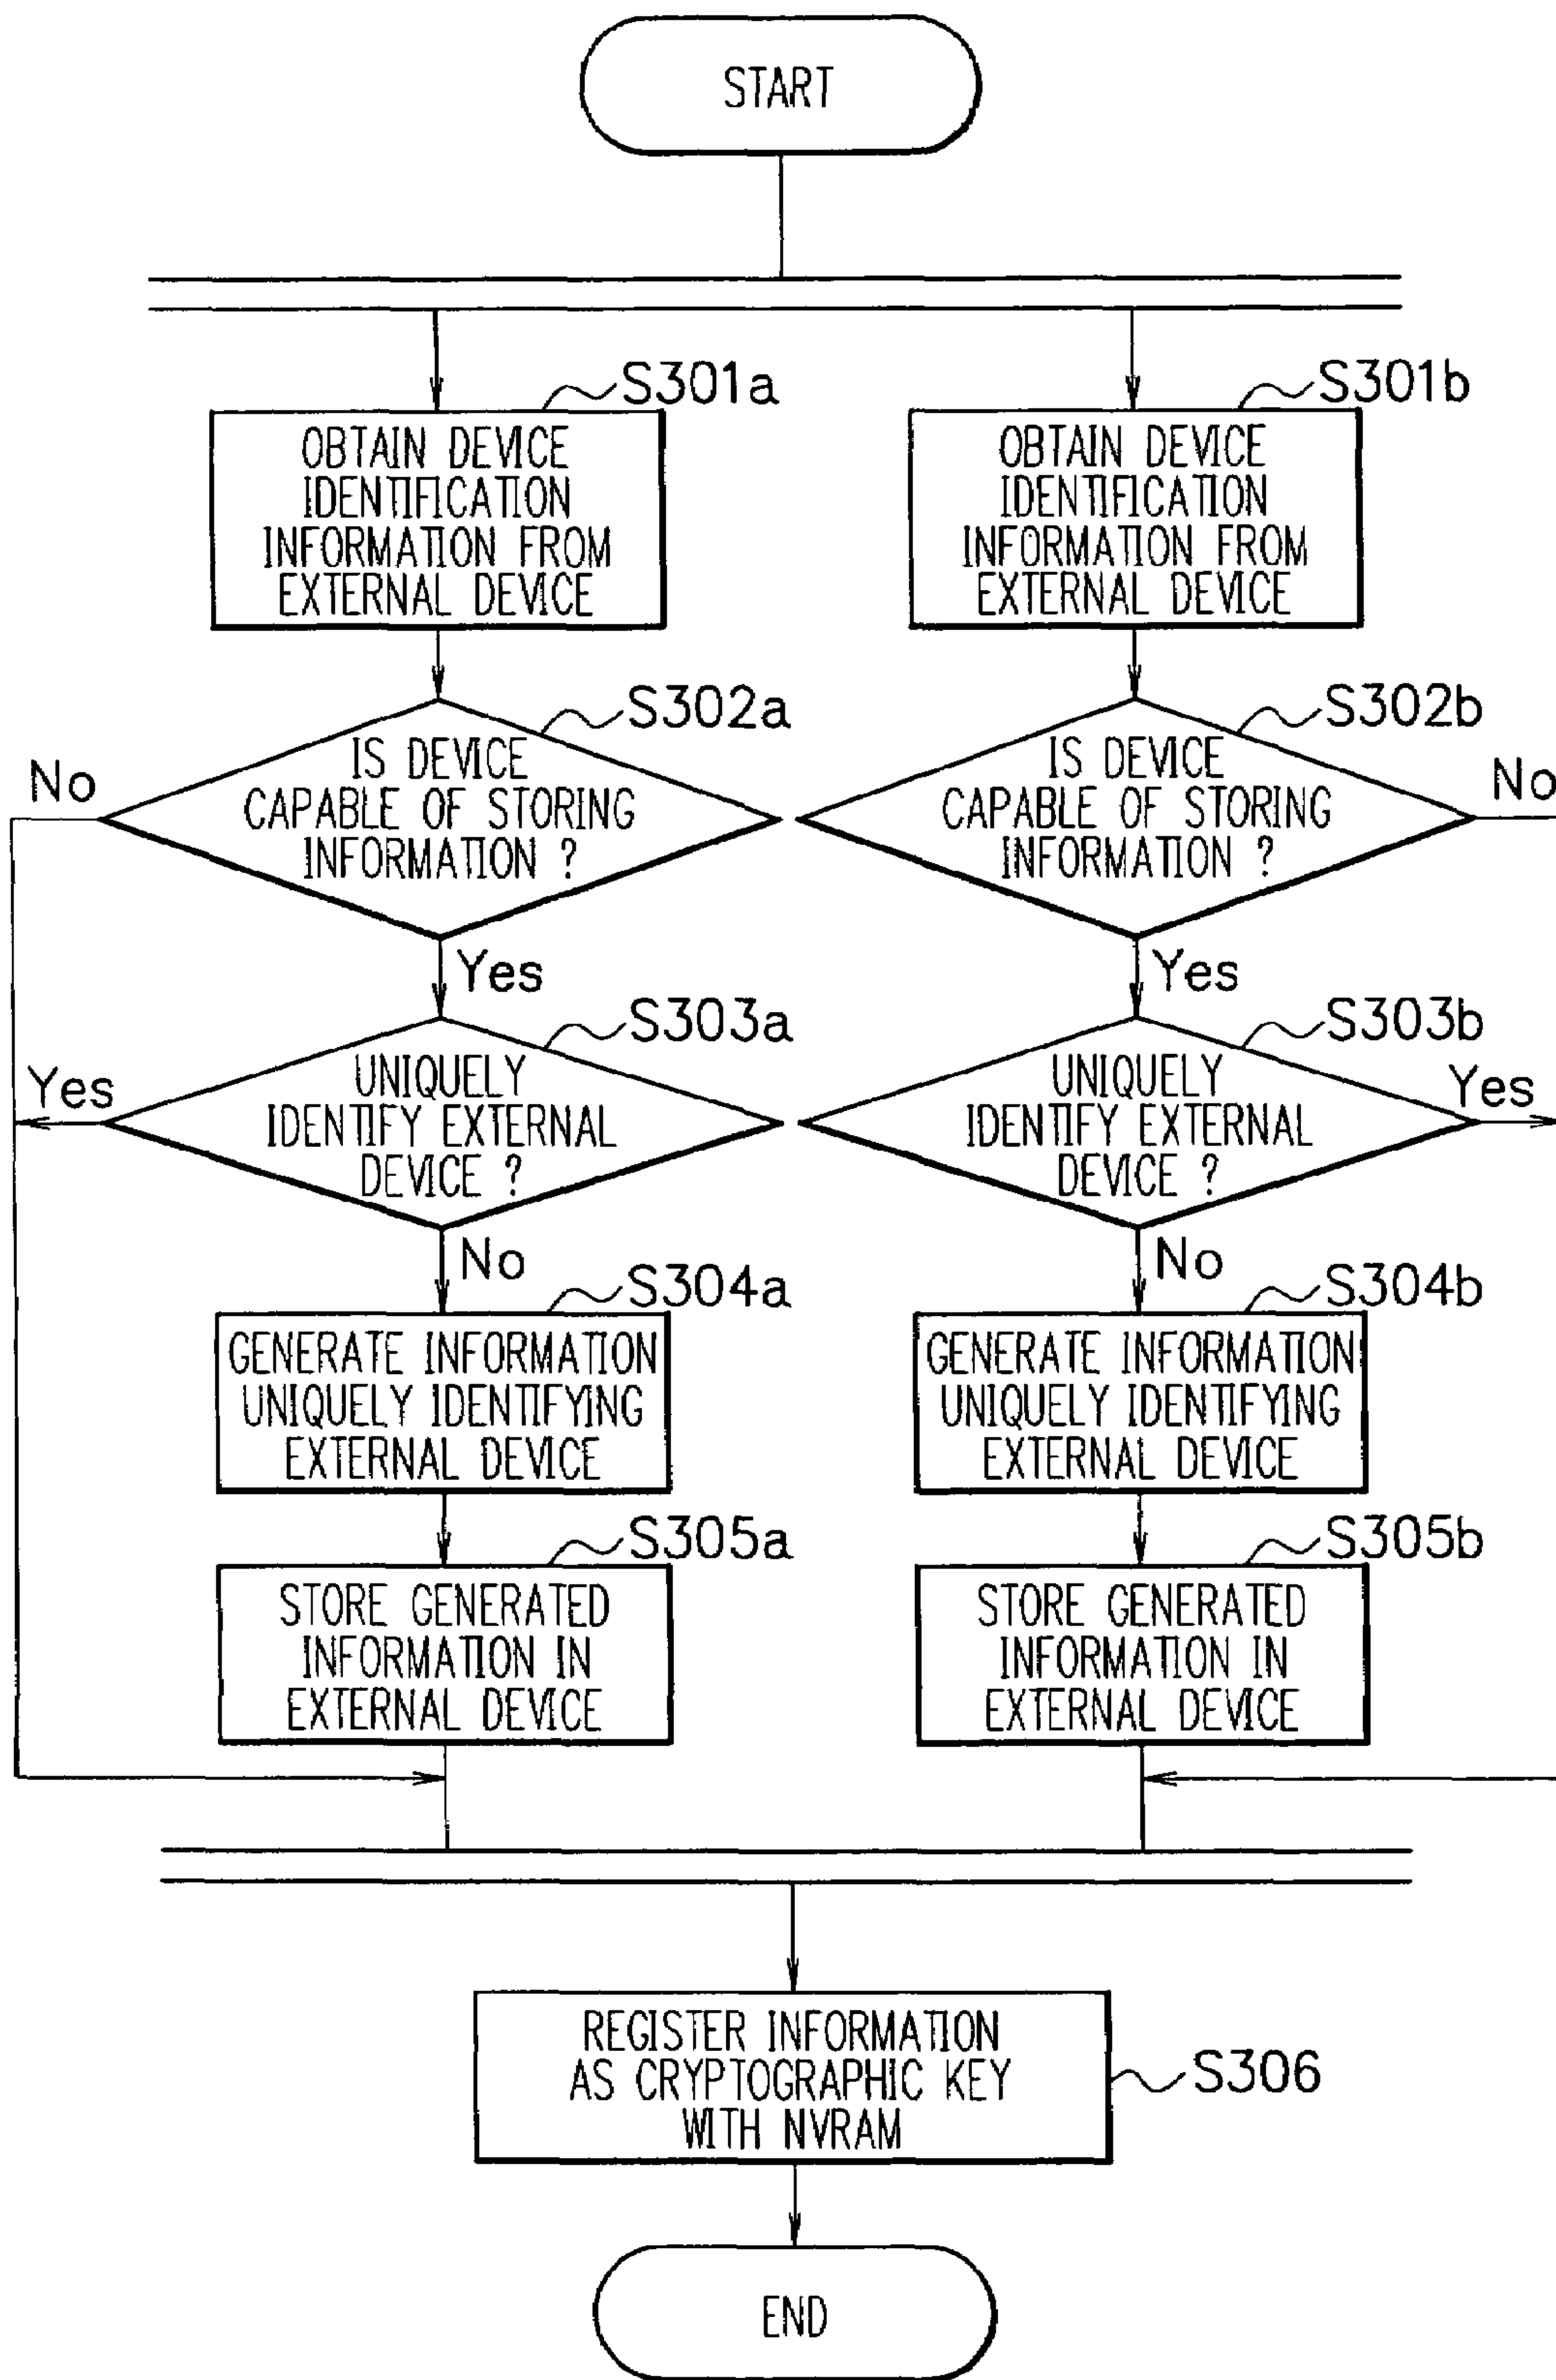 START
S301a
OBTAIN DEVICE
IDENTIFICATION
INFORMATION FROM
EXTERNAL DEVICE
S301b
OBTAIN DEVICE
IDENTIFICATION
INFORMATION FROM
EXTERNAL DEVICE
S302a
No
IS DEVICE
CAPABLE OF STORING
INFORMATION ?
Yes
S302b
No
IS DEVICE
CAPABLE OF STORING
INFORMATION ?
Yes
S303a
Yes
UNIQUELY
IDENTIFY EXTERNAL
DEVICE ?
No
S303b
Yes
UNIQUELY
IDENTIFY EXTERNAL
DEVICE ?
No
S304a
GENERATE INFORMATION
UNIQUELY IDENTIFYING
EXTERNAL DEVICE
S304b
GENERATE INFORMATION
UNIQUELY IDENTIFYING
EXTERNAL DEVICE
S305a
STORE GENERATED
INFORMATION IN
EXTERNAL DEVICE
S305b
STORE GENERATED
INFORMATION IN
EXTERNAL DEVICE
REGISTER INFORMATION
AS CRYPTOGRAPHIC KEY
WITH NVRAM
S306
END